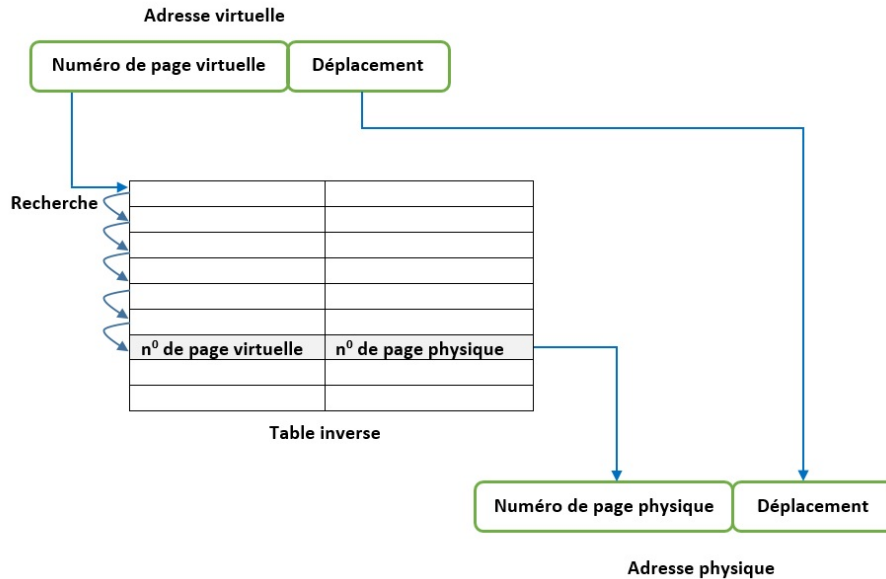 Adresse virtuelle
Numéro de page virtuelle
Déplacement
Recherche
n⁰ de page virtuelle
n⁰ de page physique
Table inverse
Numéro de page physique
Déplacement
Adresse physique